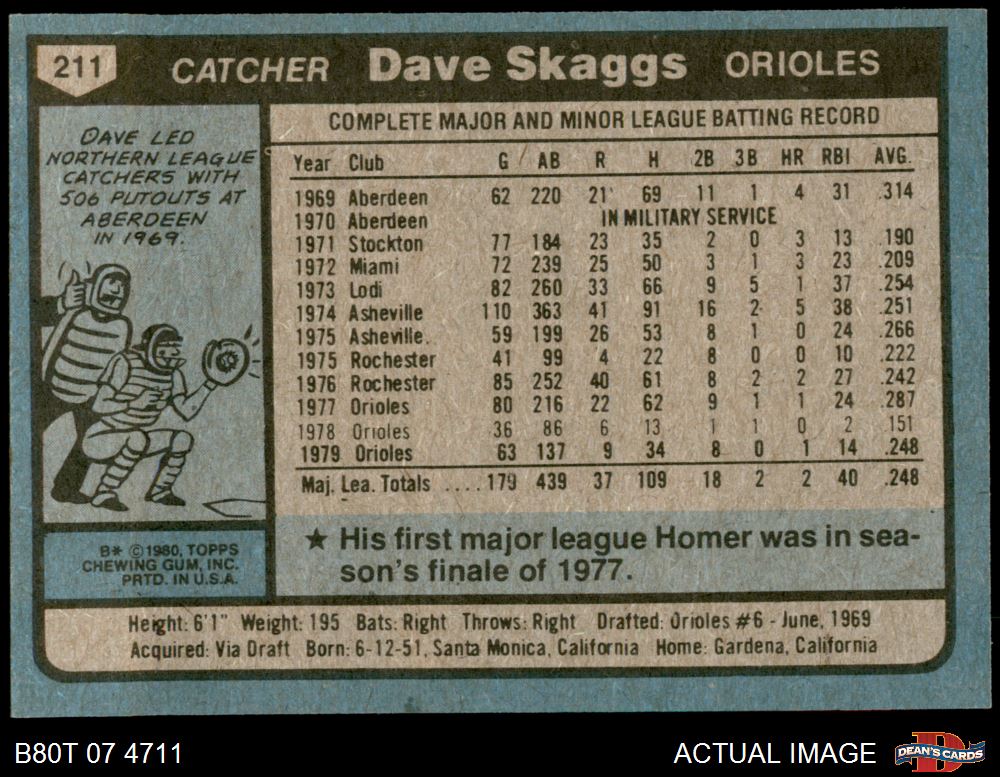 211 CATCHER Dave Skaggs ORIOLES
DAVE LED
NORTHERN LEAGUE
CATCHERS WITH
506 PUTOUTS AT
ABERDEEN
IN 1969.
COMPLETE MAJOR AND MINOR LEAGUE BATTING RECORD
Year Club G AB R H 2B 3B HR RBI AVG.
1969 Aberdeen 62 220 21 69 11 1 4 31 .314
1970 Aberdeen IN MILITARY SERVICE
1971 Stockton 77 184 23 35 2 0 3 13 .190
1972 Miami 72 239 25 50 3 1 3 23 .209
1973 Lodi 82 260 33 66 9 5 1 37 .254
1974 Asheville 110 363 41 91 16 2 5 38 .251
1975 Asheville. 59 199 26 53 8 1 0 24 .266
1975 Rochester 41 99 4 22 8 0 0 10 .222
1976 Rochester 85 252 40 61 8 2 2 27 .242
1977 Orioles 80 216 22 62 9 1 1 24 .287
1978 Orioles 36 86 6 13 1 1 0 2 .151
1979 Orioles 63 137 9 34 8 0 1 14 .248
Maj. Lea. Totals ....179 439 37 109 18 2 2 40 .248
★ His first major league Homer was in sea-
son's finale of 1977.
B* © 1980, TOPPS
CHEWING GUM, INC.
PRTD. IN U.S.A.
Height: 6'1" Weight: 195 Bats: Right Throws: Right Drafted: Orioles #6 - June, 1969
Acquired: Via Draft Born: 6-12-51, Santa Monica, California Home: Gardena, California
B80T 07 4711
ACTUAL IMAGE
D
DEAN'S CARDS